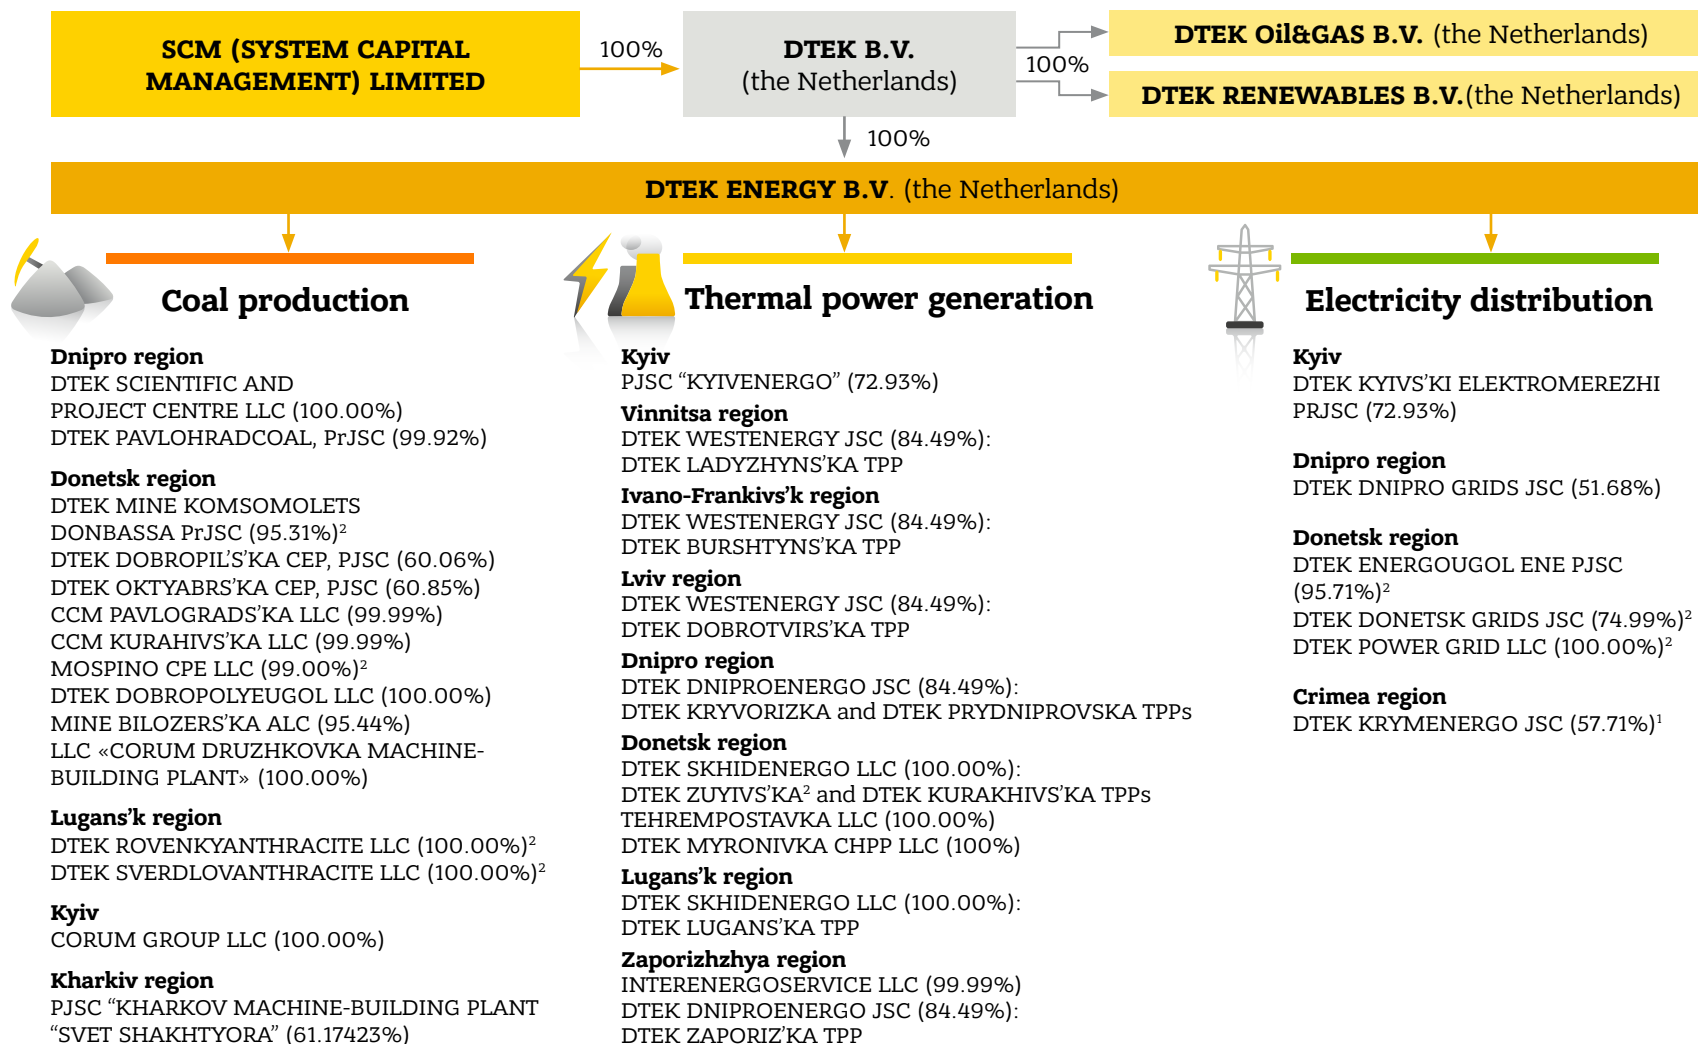 SCM (SYSTEM CAPITAL
MANAGEMENT) LIMITED
100%
DTEK B.V.
(the Netherlands)
100%
DTEK Oil&GAS B.V. (the Netherlands)
DTEK RENEWABLES B.V.(the Netherlands)
100%
DTEK ENERGY B.V. (the Netherlands)
Coal production
Dnipro region
DTEK SCIENTIFIC AND
PROJECT CENTRE LLC (100.00%)
DTEK PAVLOHRADCOAL, PrJSC (99.92%)
Donetsk region
DTEK MINE KOMSOMOLETS
DONBASSA PrJSC (95.31%)²
DTEK DOBROPIL’S’KA CEP, PJSC (60.06%)
DTEK OKTYABRS’KA CEP, PJSC (60.85%)
CCM PAVLOGRADS’KA LLC (99.99%)
CCM KURAHIVS’KA LLC (99.99%)
MOSPINO CPE LLC (99.00%)²
DTEK DOBROPOLYEUGOL LLC (100.00%)
MINE BILOZERS’KA ALC (95.44%)
LLC «CORUM DRUZHKOVKA MACHINE-
BUILDING PLANT» (100.00%)
Lugans’k region
DTEK ROVENKYANTHRACITE LLC (100.00%)²
DTEK SVERDLOVANTHRACITE LLC (100.00%)²
Kyiv
CORUM GROUP LLC (100.00%)
Kharkiv region
PJSC “KHARKOV MACHINE-BUILDING PLANT
“SVET SHAKHTYORA” (61.17423%)
Thermal power generation
Kyiv
PJSC “KYIVENERGO” (72.93%)
Vinnitsa region
DTEK WESTENERGY JSC (84.49%):
DTEK LADYZHYNS’KA TPP
Ivano-Frankivs’k region
DTEK WESTENERGY JSC (84.49%):
DTEK BURSHTYNS’KA TPP
Lviv region
DTEK WESTENERGY JSC (84.49%):
DTEK DOBROTVIRS’KA TPP
Dnipro region
DTEK DNIPROENERGO JSC (84.49%):
DTEK KRYVORIZKA and DTEK PRYDNIPROVSKA TPPs
Donetsk region
DTEK SKHIDENERGO LLC (100.00%):
DTEK ZUYIVS’KA² and DTEK KURAKHIVS’KA TPPs
TEHREMPOSTAVKA LLC (100.00%)
DTEK MYRONIVKA CHPP LLC (100%)
Lugans’k region
DTEK SKHIDENERGO LLC (100.00%):
DTEK LUGANS’KA TPP
Zaporizhzhya region
INTERENERGOSERVICE LLC (99.99%)
DTEK DNIPROENERGO JSC (84.49%):
DTEK ZAPORIZ’KA TPP
Electricity distribution
Kyiv
DTEK KYIVS’KI ELEKTROMEREZHI
PRJSC (72.93%)
Dnipro region
DTEK DNIPRO GRIDS JSC (51.68%)
Donetsk region
DTEK ENERGOUGOL ENE PJSC
(95.71%)²
DTEK DONETSK GRIDS JSC (74.99%)²
DTEK POWER GRID LLC (100.00%)²
Crimea region
DTEK KRYMENERGO JSC (57.71%)¹